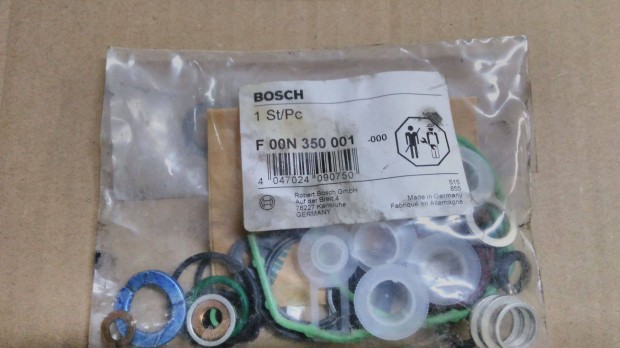 BOSCH
1 St/Pc
F 00N 350 001 -000
4 047024 090750
Robert Bosch GmbH
Auf der Breit 4
76227 Karlsruhe
GERMANY
515
855
Made in Germany
Fabriqué en Allemagne